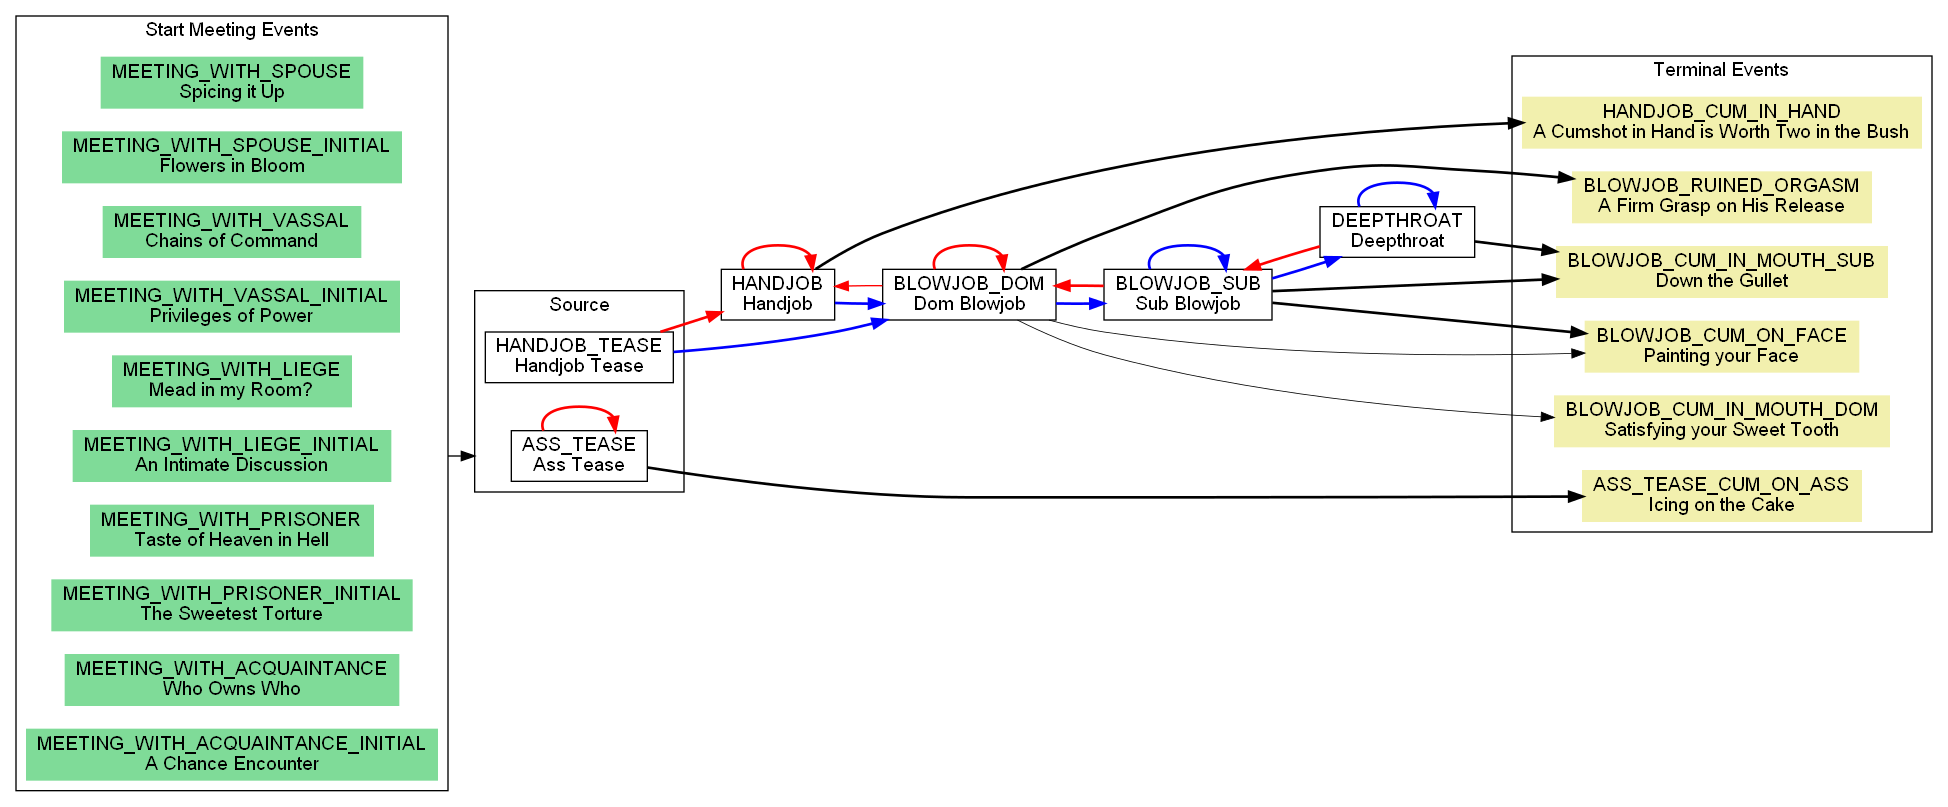 Start Meeting Events
MEETING_WITH_SPOUSE
Spicing it Up
MEETING_WITH_SPOUSE_INITIAL
Flowers in Bloom
MEETING_WITH_VASSAL
Chains of Command
MEETING_WITH_VASSAL_INITIAL
Privileges of Power
MEETING_WITH_LIEGE
Mead in my Room?
MEETING_WITH_LIEGE_INITIAL
An Intimate Discussion
MEETING_WITH_PRISONER
Taste of Heaven in Hell
MEETING_WITH_PRISONER_INITIAL
The Sweetest Torture
MEETING_WITH_ACQUAINTANCE
Who Owns Who
MEETING_WITH_ACQUAINTANCE_INITIAL
A Chance Encounter
Source
HANDJOB_TEASE
Handjob Tease
ASS_TEASE
Ass Tease
HANDJOB
Handjob
BLOWJOB_DOM
Dom Blowjob
BLOWJOB_SUB
Sub Blowjob
DEEPTHROAT
Deepthroat
Terminal Events
HANDJOB_CUM_IN_HAND
A Cumshot in Hand is Worth Two in the Bush
BLOWJOB_RUINED_ORGASM
A Firm Grasp on His Release
BLOWJOB_CUM_IN_MOUTH_SUB
Down the Gullet
BLOWJOB_CUM_ON_FACE
Painting your Face
BLOWJOB_CUM_IN_MOUTH_DOM
Satisfying your Sweet Tooth
ASS_TEASE_CUM_ON_ASS
Icing on the Cake